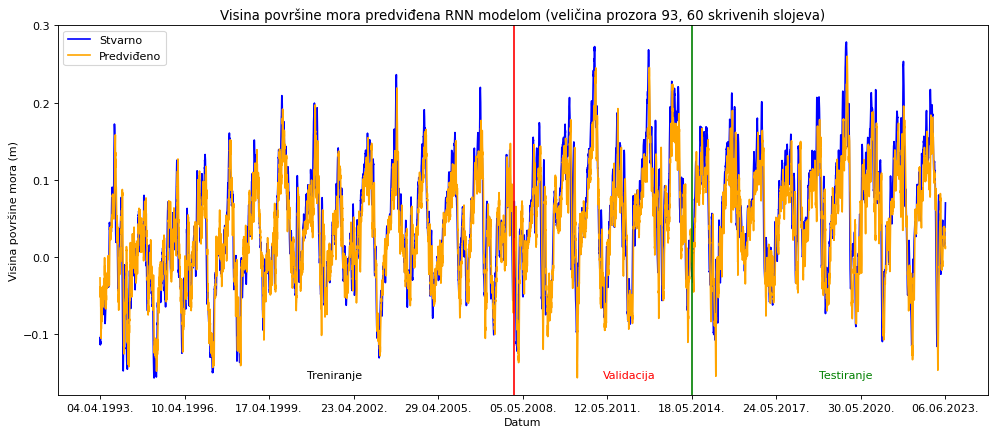 Visina površine mora predviđena RNN modelom (veličina prozora 93, 60 skrivenih slojeva)
Stvarno
Predviđeno
Visina površine mora (m)
0.3
0.2
0.1
0.0
−0.1
Treniranje
Validacija
Testiranje
04.04.1993.
10.04.1996.
17.04.1999.
23.04.2002.
29.04.2005.
05.05.2008.
12.05.2011.
18.05.2014.
24.05.2017.
30.05.2020.
06.06.2023.
Datum